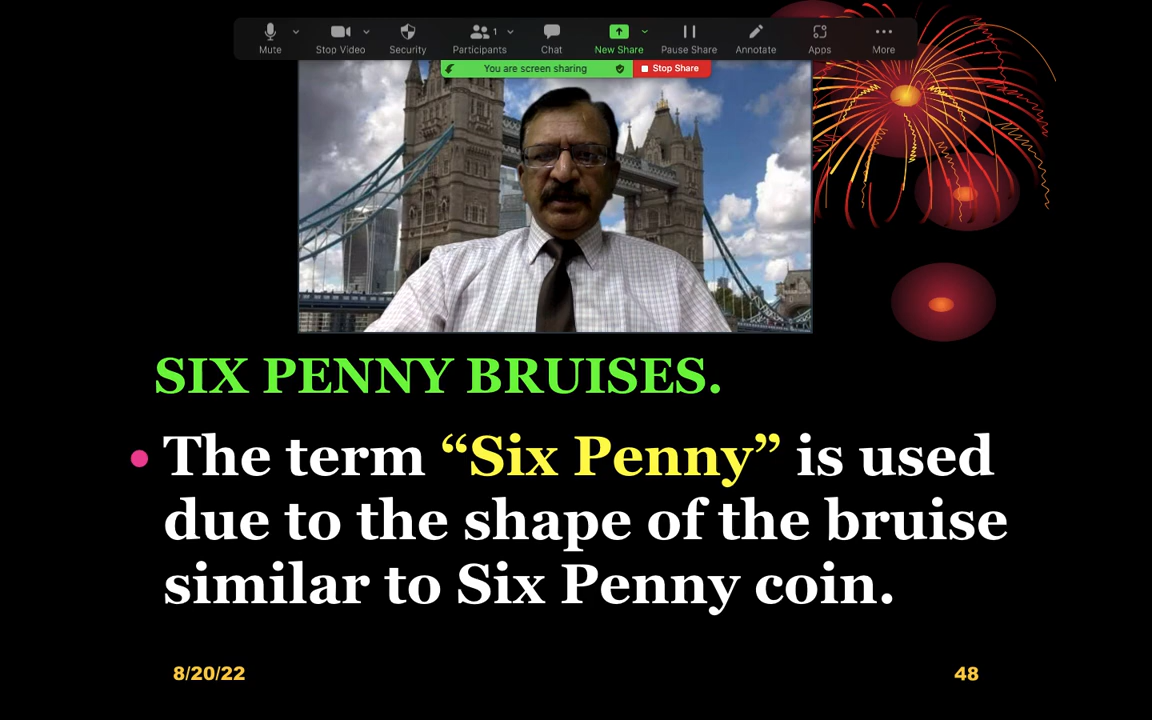 Mute Stop Video Security Participants 1 Chat New Share Pause Share Annotate Apps More
You are screen sharing Stop Share
SIX PENNY BRUISES.
• The term “Six Penny” is used
due to the shape of the bruise
similar to Six Penny coin.
8/20/22 48